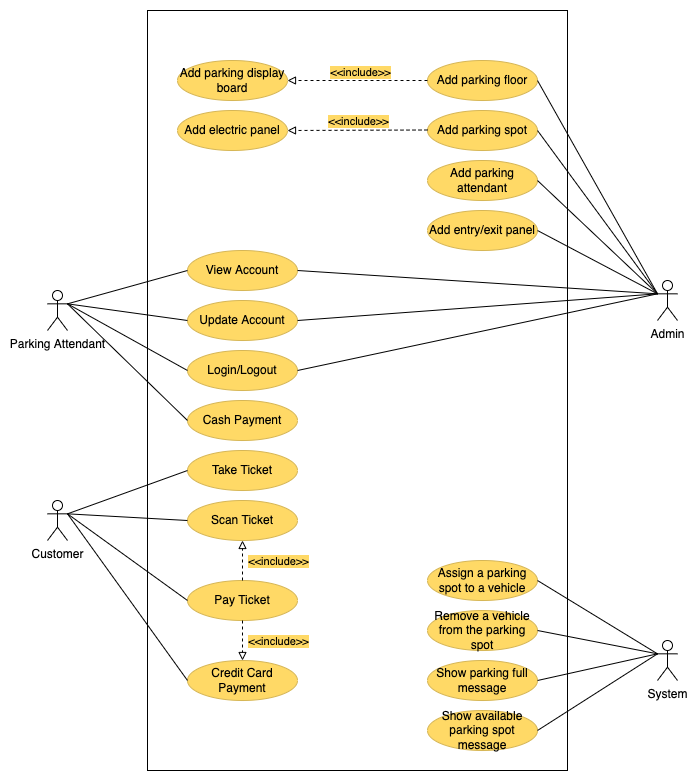 Add parking display
board
<<include>>
Add parking floor
Add electric panel
<<include>>
Add parking spot
Add parking
attendant
Add entry/exit panel
View Account
Update Account
Login/Logout
Cash Payment
Parking Attendant
Admin
Take Ticket
Scan Ticket
<<include>>
Pay Ticket
<<include>>
Credit Card
Payment
Customer
Assign a parking
spot to a vehicle
Remove a vehicle
from the parking
spot
Show parking full
message
Show available
parking spot
message
System